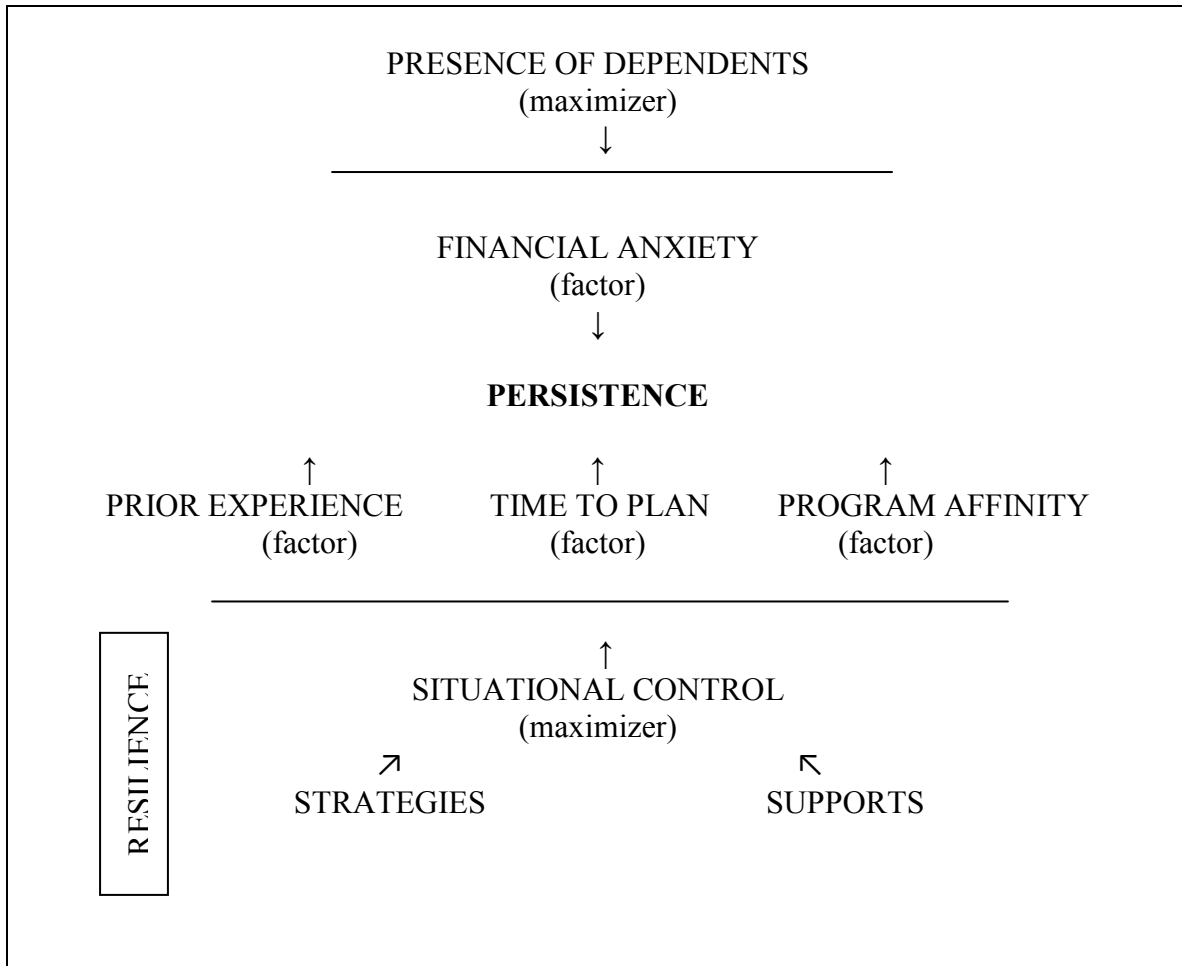 PRESENCE OF DEPENDENTS
(maximizer)
↓
FINANCIAL ANXIETY
(factor)
↓
PERSISTENCE
↑ ↑ ↑
PRIOR EXPERIENCE TIME TO PLAN PROGRAM AFFINITY
(factor) (factor) (factor)
↑
SITUATIONAL CONTROL
(maximizer)
↗ ↖
STRATEGIES SUPPORTS
RESILIENCE